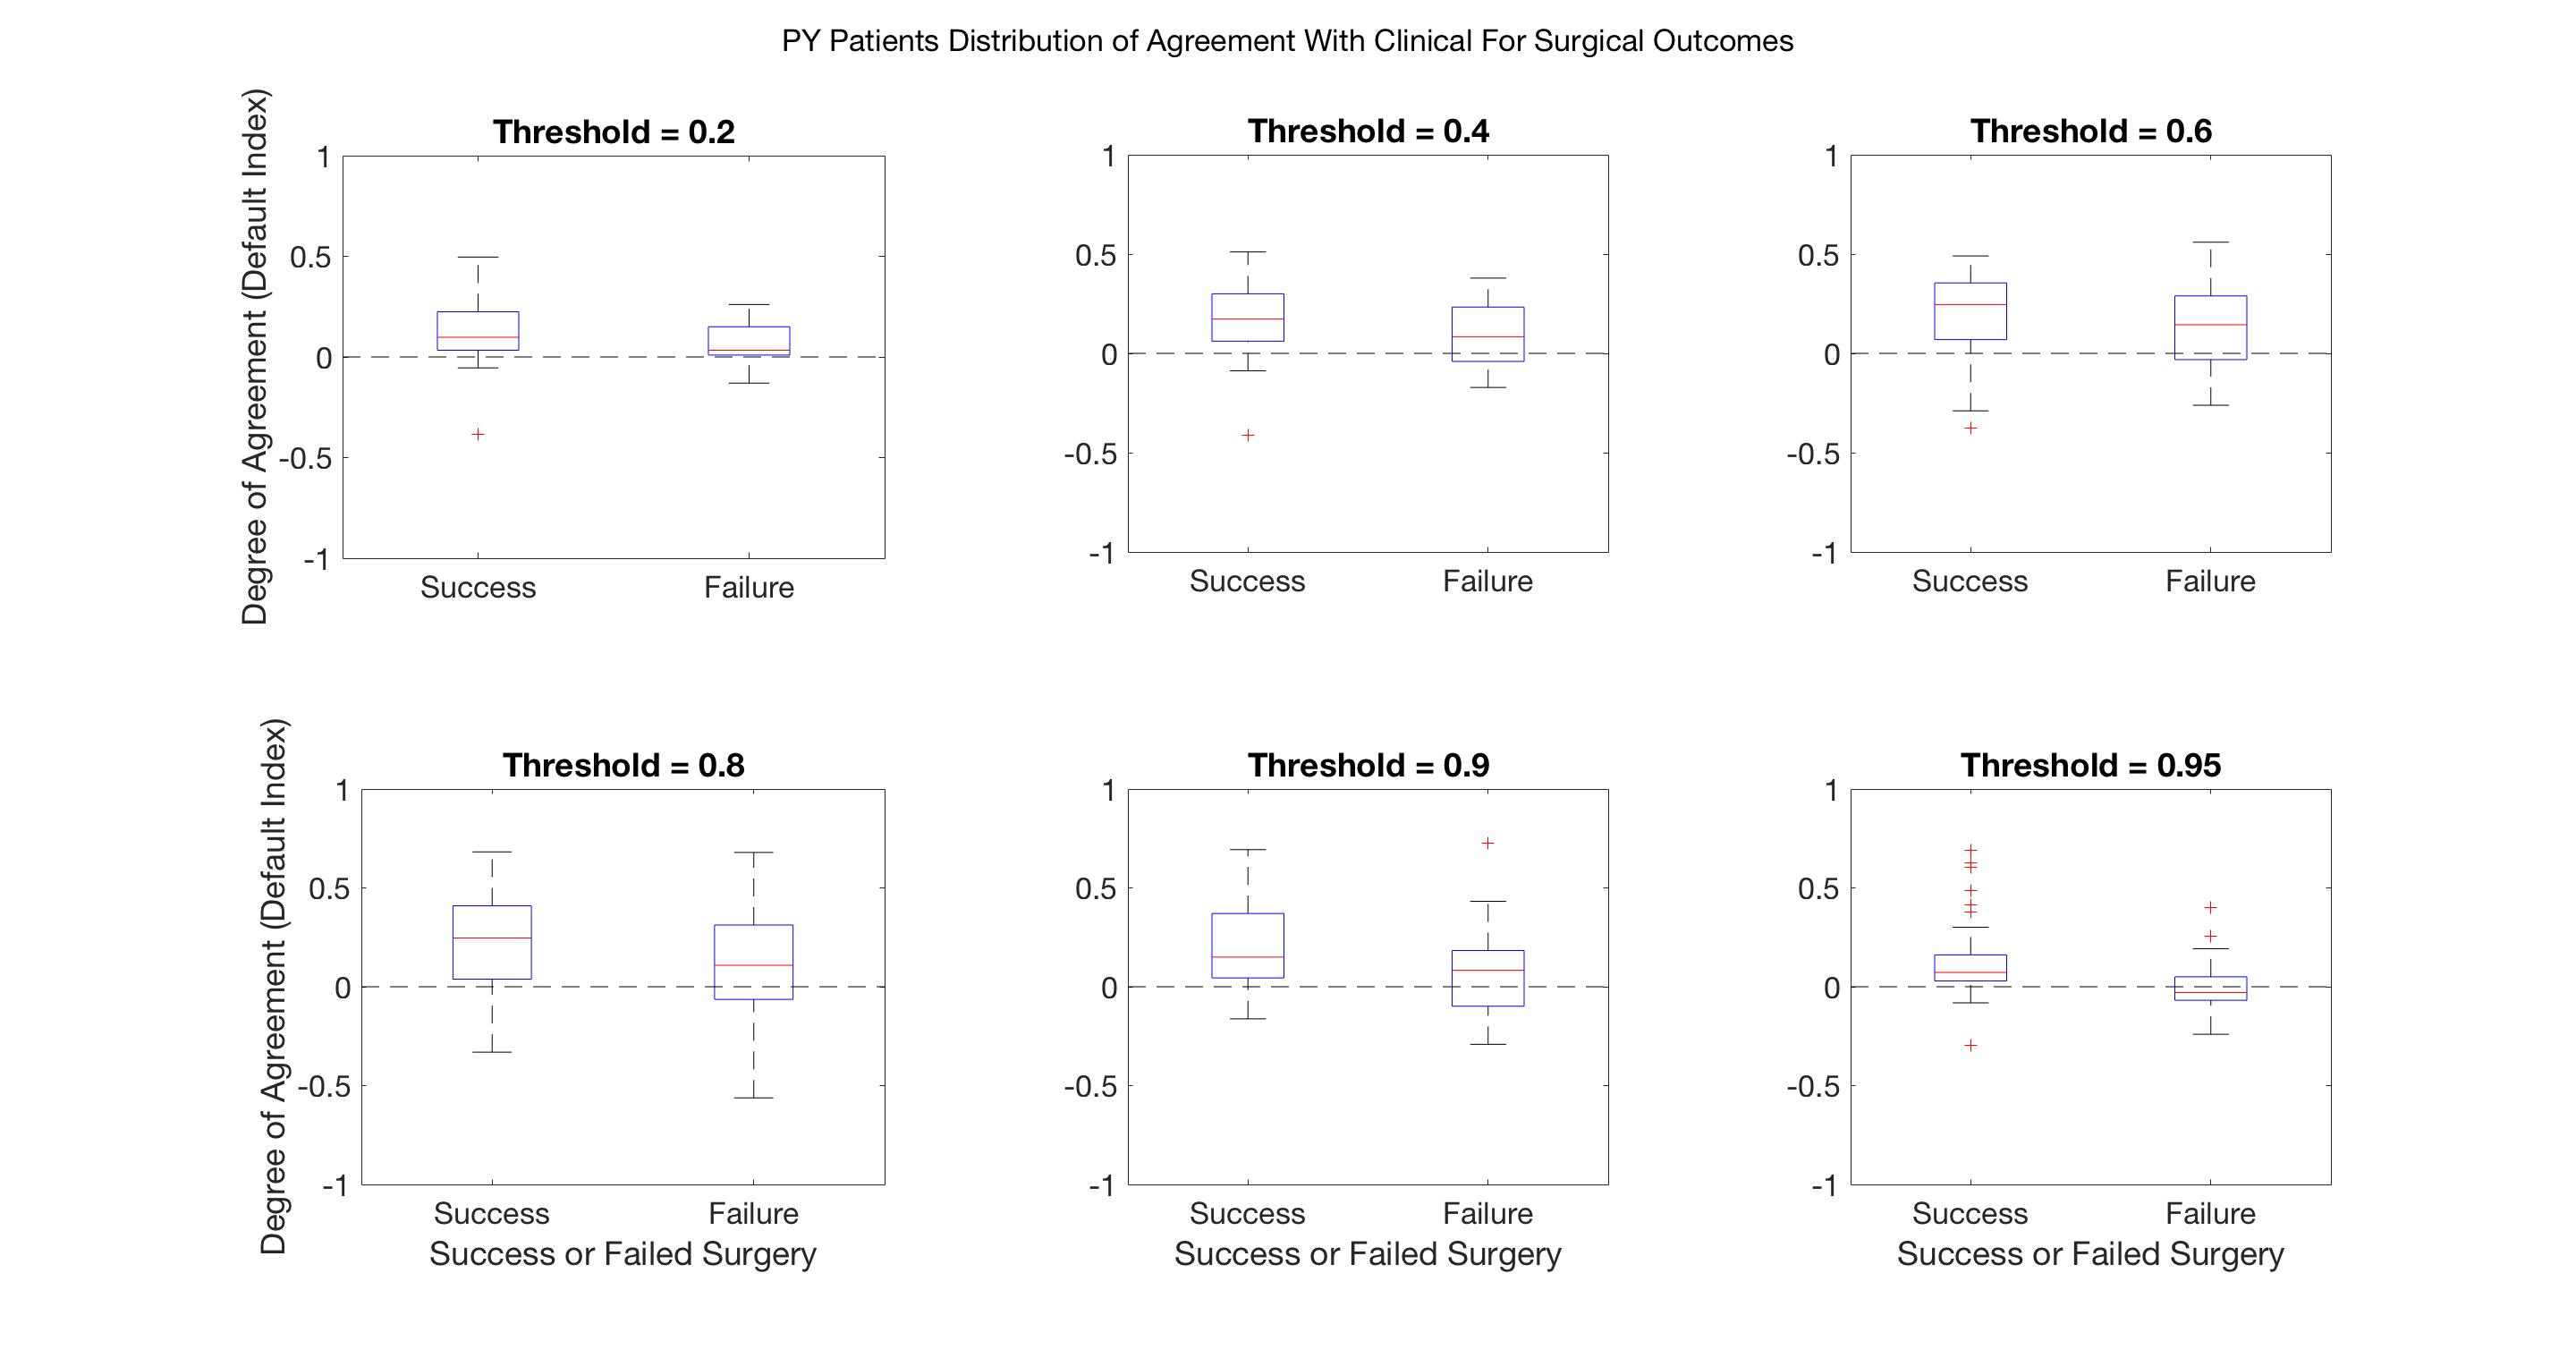 PY Patients Distribution of Agreement With Clinical For Surgical Outcomes
Degree of Agreement (Default Index)
Threshold = 0.2
1
0.5
0
-0.5
-1
Success Failure
Threshold = 0.4
1
0.5
0
-0.5
-1
Success Failure
Threshold = 0.6
1
0.5
0
-0.5
-1
Success Failure
Degree of Agreement (Default Index)
Threshold = 0.8
1
0.5
0
-0.5
-1
Success Failure
Success or Failed Surgery
Threshold = 0.9
1
0.5
0
-0.5
-1
Success Failure
Success or Failed Surgery
Threshold = 0.95
1
0.5
0
-0.5
-1
Success Failure
Success or Failed Surgery